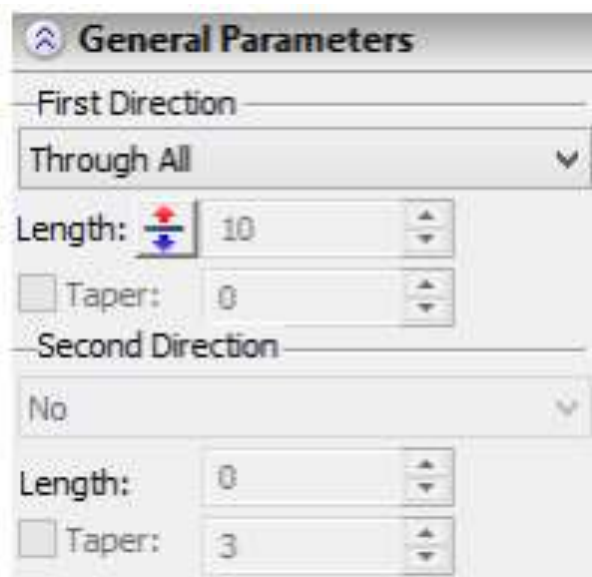 General Parameters
First Direction
Through All
Length: 10
Taper: 0
Second Direction
No
Length: 0
Taper: 3